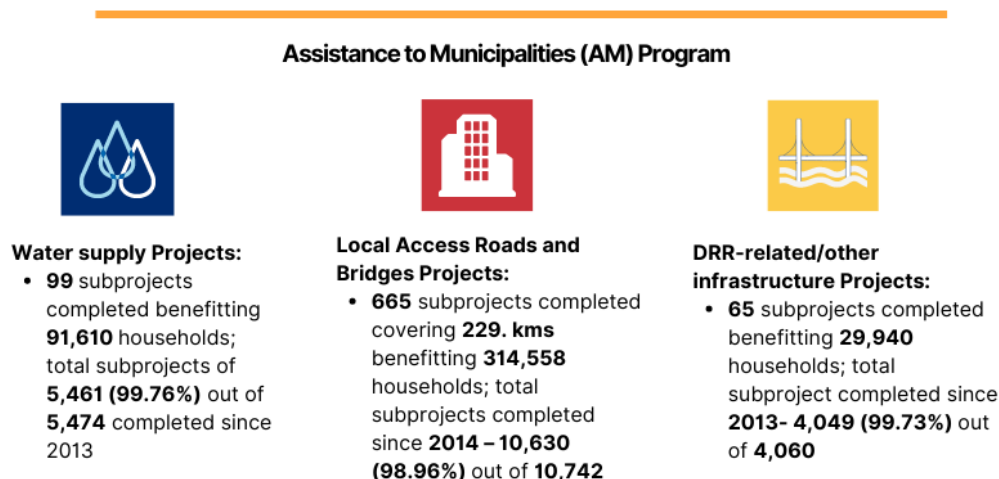 Assistance to Municipalities (AM) Program
Water supply Projects:
• 99 subprojects
completed benefitting
91,610 households;
total subprojects of
5,461 (99.76%) out of
5,474 completed since
2013
Local Access Roads and
Bridges Projects:
• 665 subprojects completed
covering 229. kms
benefitting 314,558
households; total
subprojects completed
since 2014 – 10,630
(98.96%) out of 10,742
DRR-related/other
infrastructure Projects:
• 65 subprojects completed
benefitting 29,940
households; total
subproject completed since
2013- 4,049 (99.73%) out
of 4,060